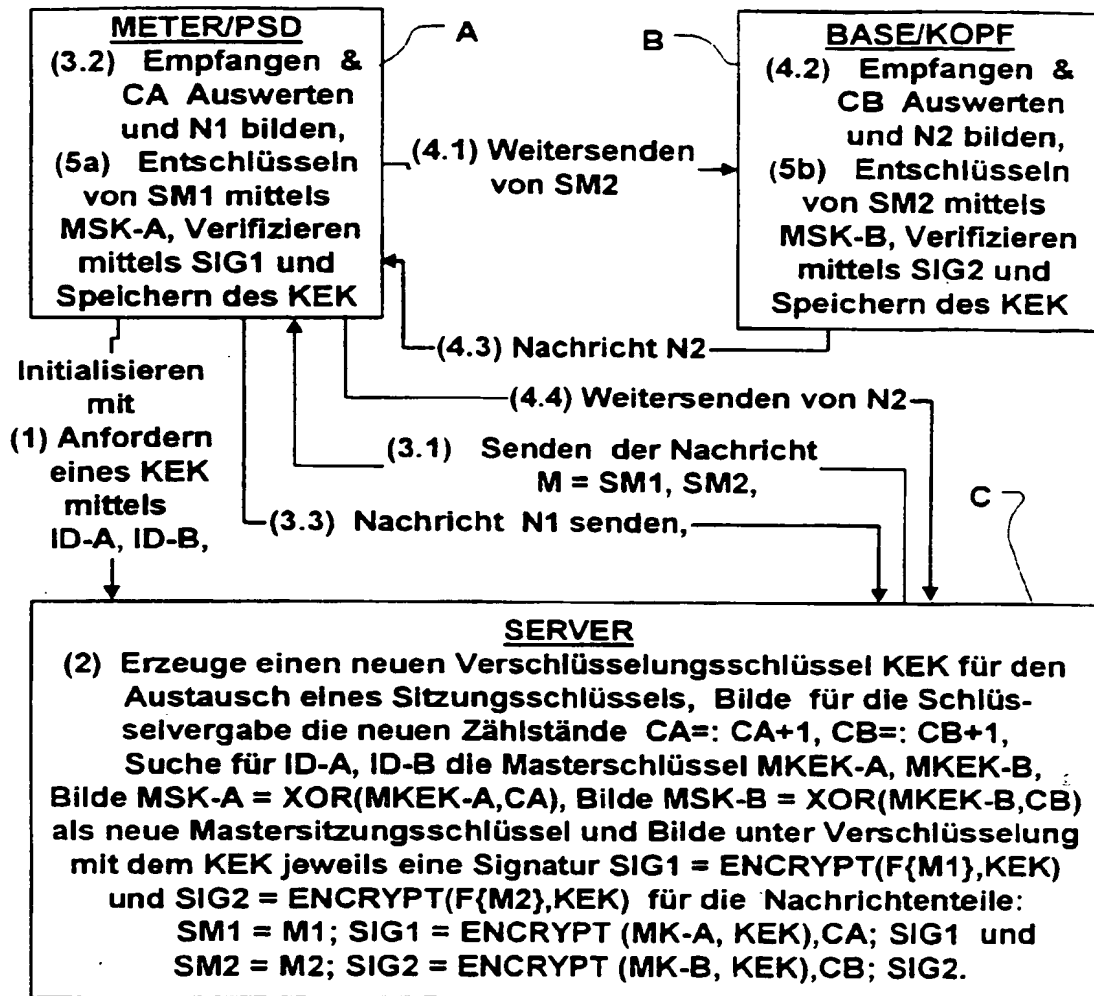 METER/PSD
(3.2) Empfangen &
CA Auswerten
und N1 bilden,
(5a) Entschlüsseln
von SM1 mittels
MSK-A, Verifizieren
mittels SIG1 und
Speichern des KEK
A
B
BASE/KOPF
(4.2) Empfangen &
CB Auswerten
und N2 bilden,
(5b) Entschlüsseln
von SM2 mittels
MSK-B, Verifizieren
mittels SIG2 und
Speichern des KEK
(4.1) Weitersenden
von SM2
(4.3) Nachricht N2
(4.4) Weitersenden von N2
Initialisieren
mit
(1) Anfordern
eines KEK
mittels
ID-A, ID-B,
(3.1) Senden der Nachricht
M = SM1, SM2,
(3.3) Nachricht N1 senden,
C
SERVER
(2) Erzeuge einen neuen Verschlüsselungsschlüssel KEK für den
Austausch eines Sitzungsschlüssels, Bilde für die Schlüs-
selvergabe die neuen Zählstände CA=: CA+1, CB=: CB+1,
Suche für ID-A, ID-B die Masterschlüssel MKEK-A, MKEK-B,
Bilde MSK-A = XOR(MKEK-A,CA), Bilde MSK-B = XOR(MKEK-B,CB)
als neue Mastersitzungsschlüssel und Bilde unter Verschlüsselung
mit dem KEK jeweils eine Signatur SIG1 = ENCRYPT(F{M1},KEK)
und SIG2 = ENCRYPT(F{M2},KEK) für die Nachrichtenteile:
SM1 = M1; SIG1 = ENCRYPT (MK-A, KEK),CA; SIG1 und
SM2 = M2; SIG2 = ENCRYPT (MK-B, KEK),CB; SIG2.